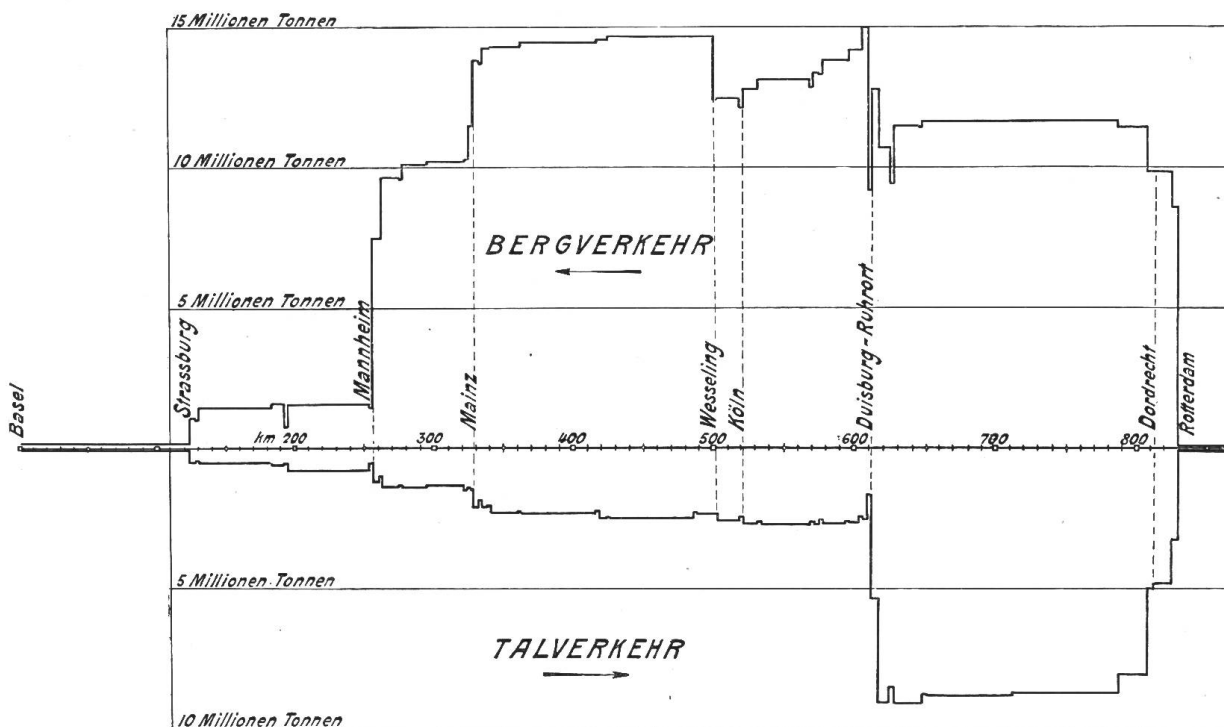 15 Millionen Tonnen
10 Millionen Tonnen
BERGVERKEHR
5 Millionen Tonnen
Basel
Strassburg
Mannheim
Mainz
Wesseling
Köln
Duisburg-Ruhrort
Dordrecht
Rotterdam
km 200
300
400
500
600
700
800
5 Millionen Tonnen
TALVERKEHR
10 Millionen Tonnen